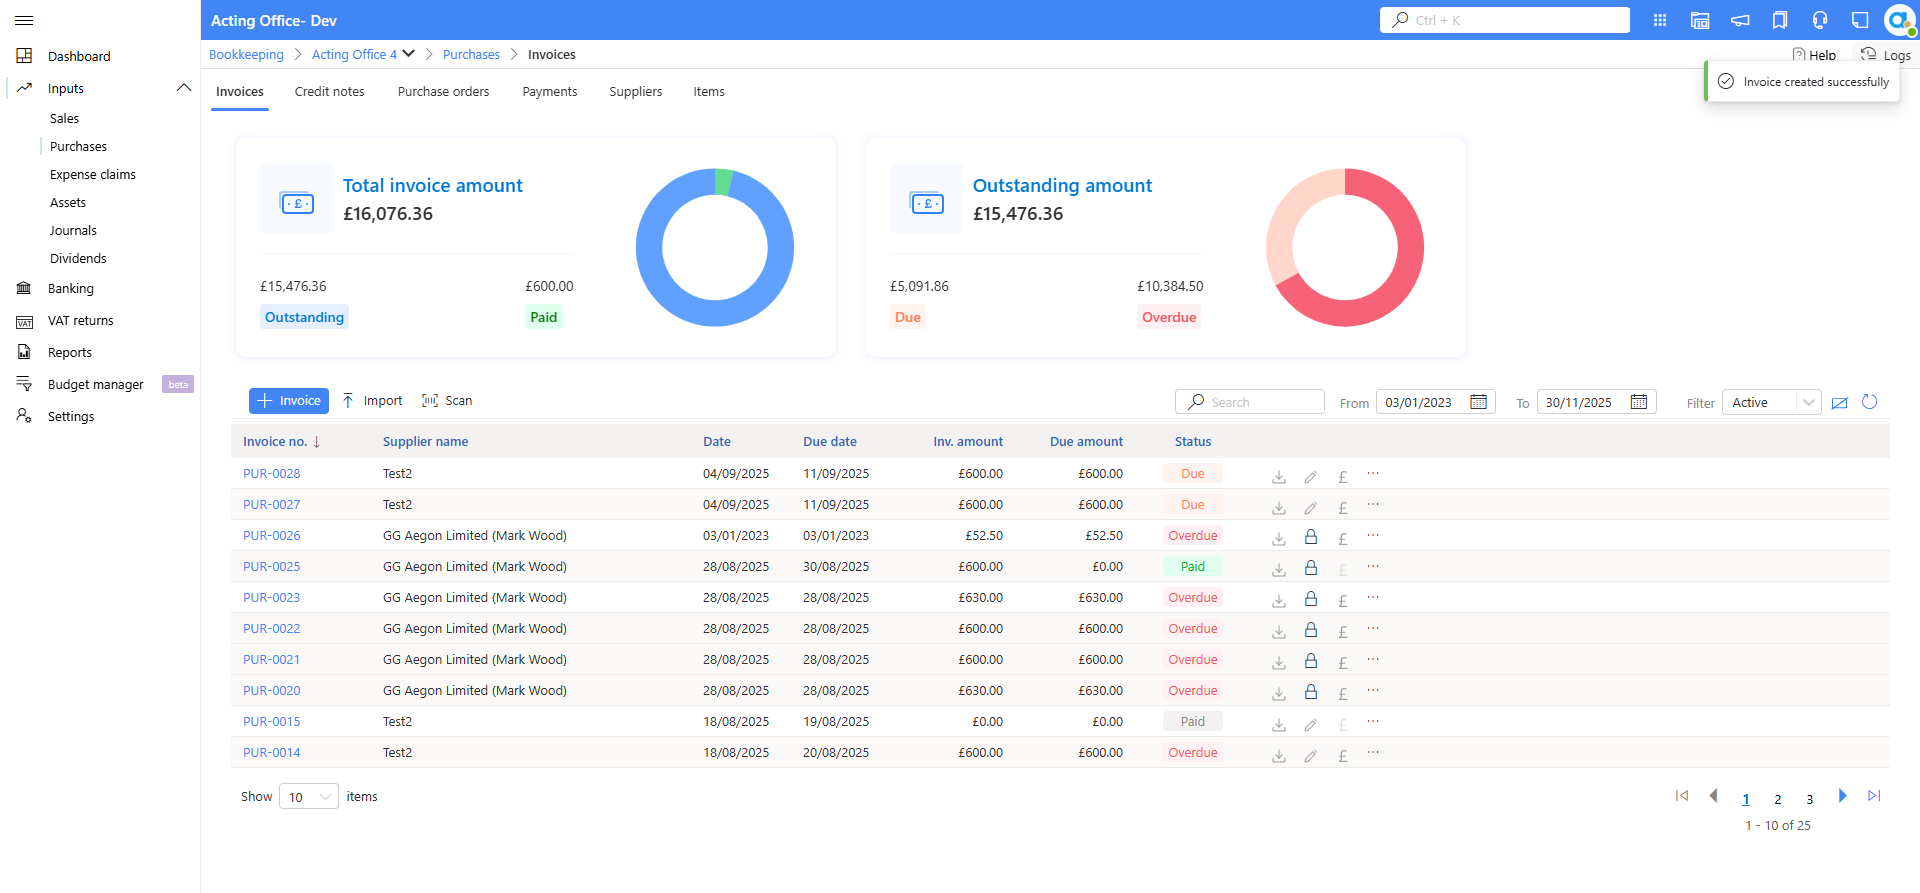 Acting Office- Dev
Ctrl + K
Bookkeeping
Acting Office 4
Purchases
Invoices
Help
Logs
Invoice created successfully
Dashboard
Inputs
Sales
Purchases
Expense claims
Assets
Journals
Dividends
Banking
VAT returns
Reports
Budget manager beta
Settings
Invoices Credit notes Purchase orders Payments Suppliers Items
Total invoice amount
£16,076.36
£15,476.36 £600.00
Outstanding Paid
Outstanding amount
£15,476.36
£5,091.86 £10,384.50
Due Overdue
Invoice Import Scan Search From 03/01/2023 To 30/11/2025 Filter Active
Invoice no. ↓ Supplier name Date Due date Inv. amount Due amount Status
PUR-0028 Test2 04/09/2025 11/09/2025 £600.00 £600.00 Due £ ...
PUR-0027 Test2 04/09/2025 11/09/2025 £600.00 £600.00 Due £ ...
PUR-0026 GG Aegon Limited (Mark Wood) 03/01/2023 03/01/2023 £52.50 £52.50 Overdue £ ...
PUR-0025 GG Aegon Limited (Mark Wood) 28/08/2025 30/08/2025 £600.00 £0.00 Paid £ ...
PUR-0023 GG Aegon Limited (Mark Wood) 28/08/2025 28/08/2025 £630.00 £630.00 Overdue £ ...
PUR-0022 GG Aegon Limited (Mark Wood) 28/08/2025 28/08/2025 £600.00 £600.00 Overdue £ ...
PUR-0021 GG Aegon Limited (Mark Wood) 28/08/2025 28/08/2025 £600.00 £600.00 Overdue £ ...
PUR-0020 GG Aegon Limited (Mark Wood) 28/08/2025 28/08/2025 £630.00 £630.00 Overdue £ ...
PUR-0015 Test2 18/08/2025 19/08/2025 £0.00 £0.00 Paid £ ...
PUR-0014 Test2 18/08/2025 20/08/2025 £600.00 £600.00 Overdue £ ...
Show 10 items
1 2 3
1 - 10 of 25